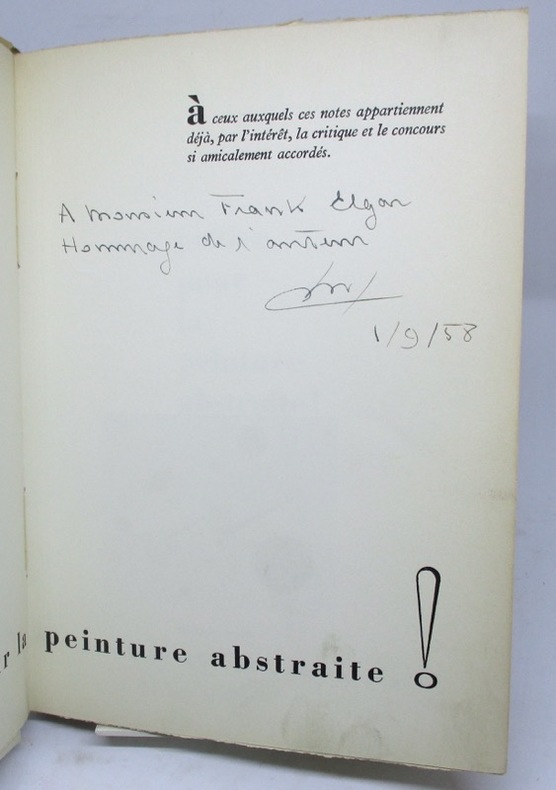 à ceux auxquels ces notes appartiennent
déjà, par l'intérêt, la critique et le concours
si amicalement accordés.
A Monsieur Frank Elgar
Hommage de l'auteur
1/9/58
r la peinture abstraite !